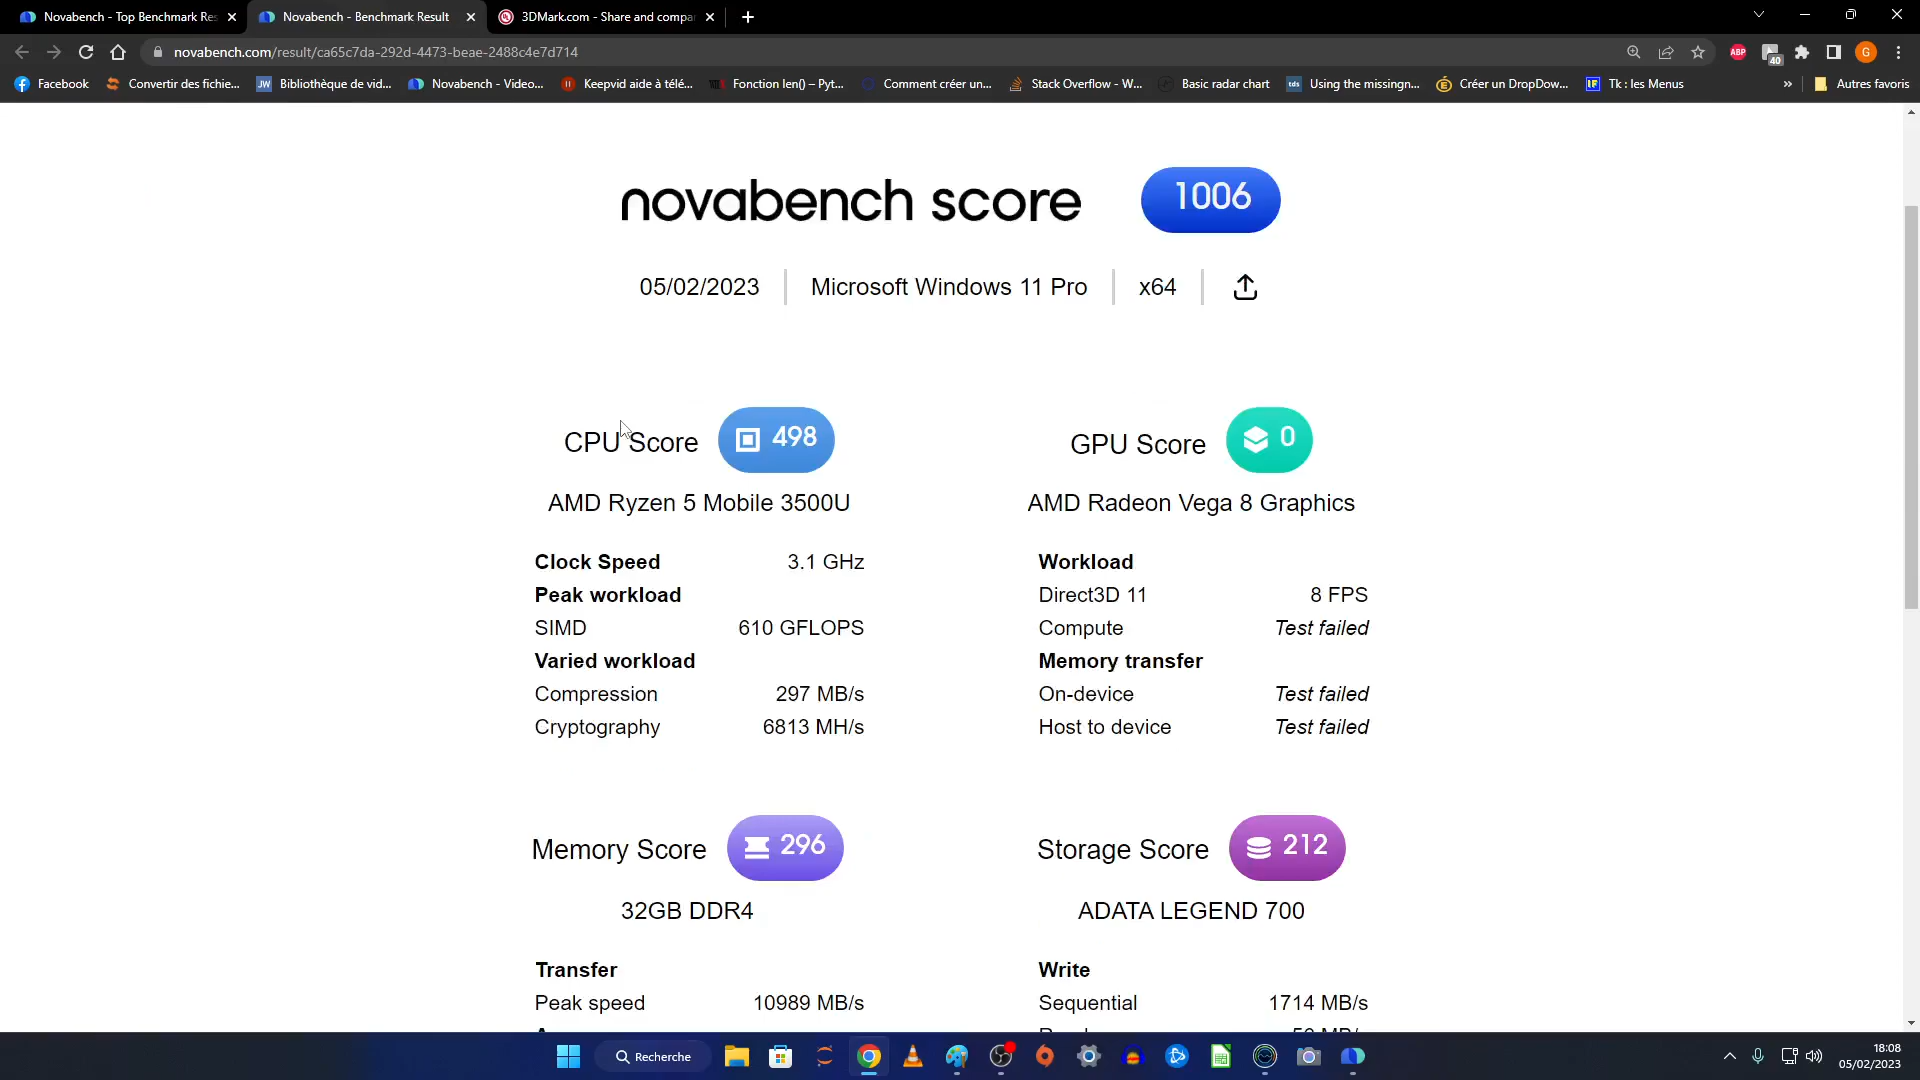 Novabench - Top Benchmark Res
Novabench - Benchmark Result
3DMark.com - Share and compa
novabench.com/result/ca65c7da-292d-4473-beae-2488c4e7d714
ABP
40
G
Facebook
Convertir des fichie...
JW
Bibliothèque de vid...
Novabench - Video...
Keepvid aide à télé...
Fonction len() – Pyt...
Comment créer un...
Stack Overflow - W...
Basic radar chart
tds
Using the missingn...
Créer un DropDow...
Tk : les Menus
»
Autres favoris
novabench score
1006
05/02/2023
Microsoft Windows 11 Pro
x64
CPU Score
498
AMD Ryzen 5 Mobile 3500U
Clock Speed 3.1 GHz
Peak workload
SIMD 610 GFLOPS
Varied workload
Compression 297 MB/s
Cryptography 6813 MH/s
GPU Score
0
AMD Radeon Vega 8 Graphics
Workload
Direct3D 11 8 FPS
Compute Test failed
Memory transfer
On-device Test failed
Host to device Test failed
Memory Score
296
32GB DDR4
Transfer
Peak speed 10989 MB/s
Storage Score
212
ADATA LEGEND 700
Write
Sequential 1714 MB/s
Recherche
18:08
05/02/2023